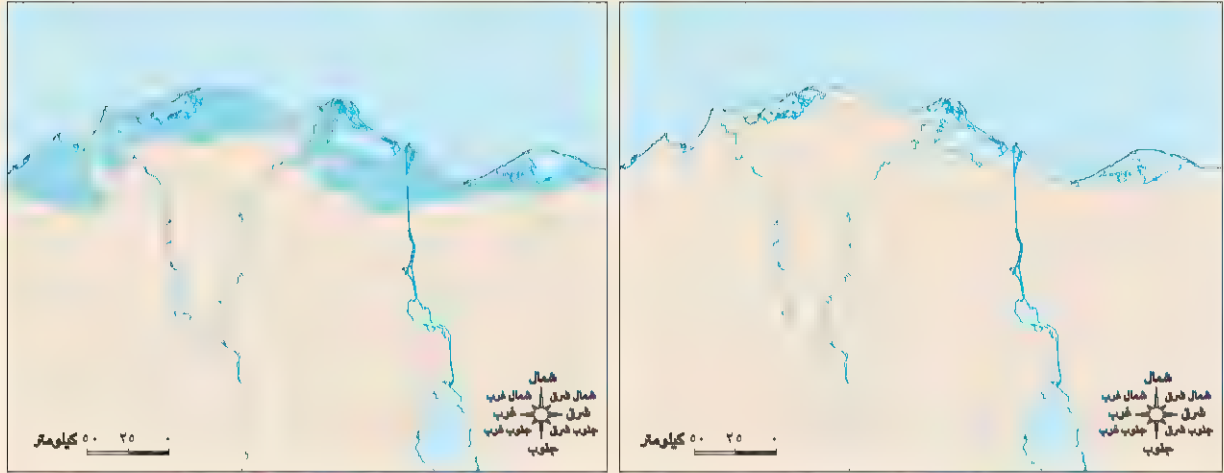 شمال
شمال غرب شمال شرق
غرب شرق
جنوب غرب جنوب شرق
جنوب
٠ ٢٥ ٥٠ كيلومتر
شمال
شمال غرب شمال شرق
غرب شرق
جنوب غرب جنوب شرق
جنوب
٠ ٢٥ ٥٠ كيلومتر